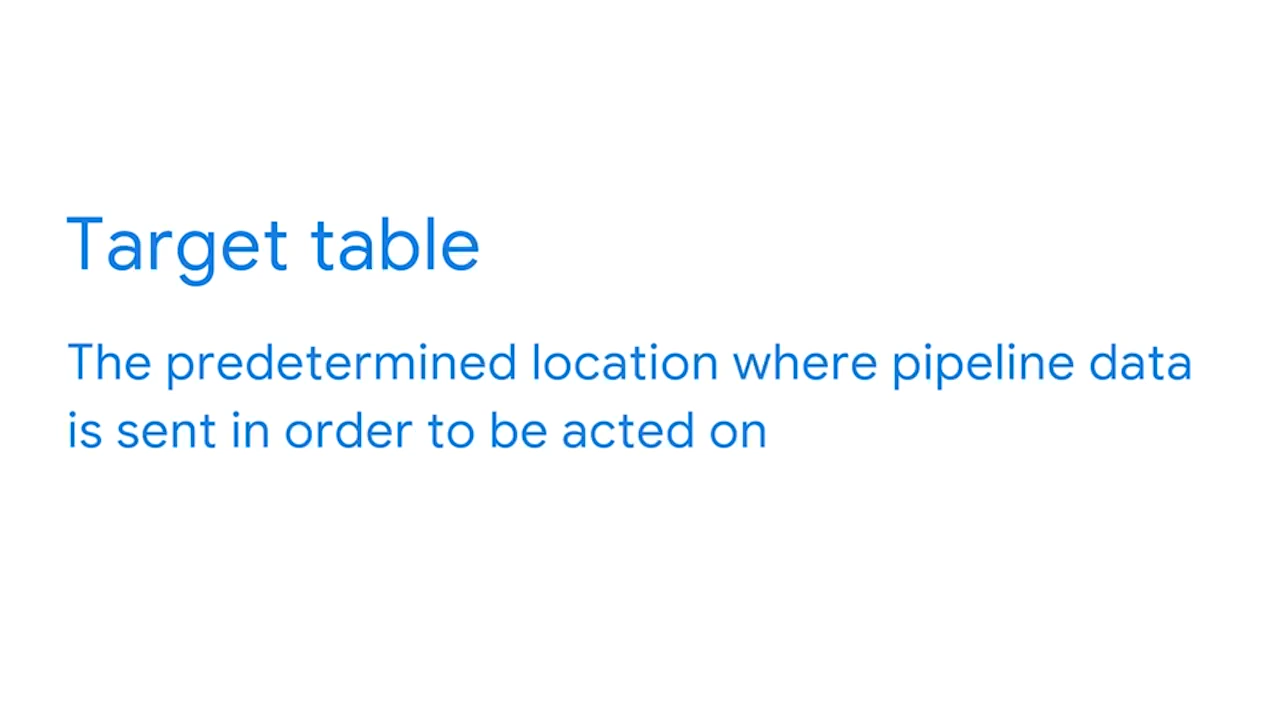 Target table
The predetermined location where pipeline data
is sent in order to be acted on